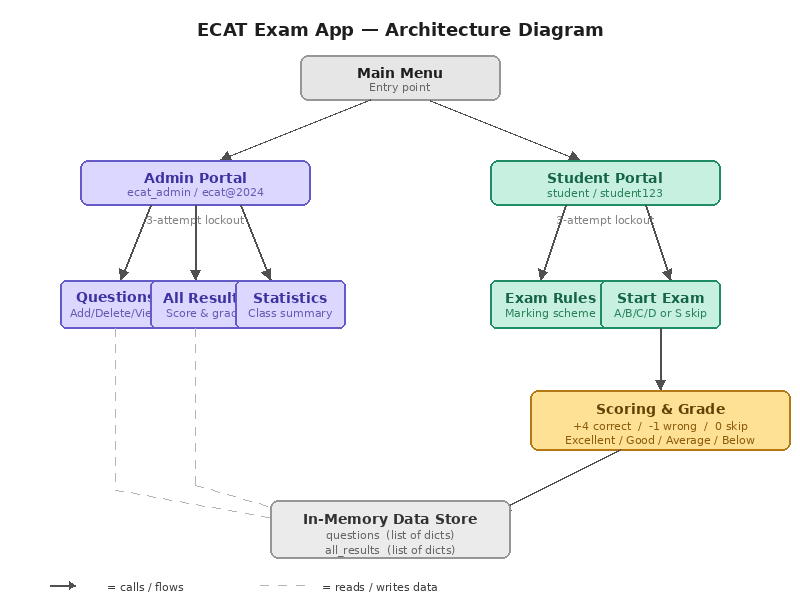 ECAT Exam App — Architecture Diagram
Main Menu
Entry point
Admin Portal
ecat_admin / ecat@2024
Student Portal
student / student123
3-attempt lockout
3-attempt lockout
Questions
Add/Delete/Vie
All Result
Score & grad
Statistics
Class summary
Exam Rules
Marking scheme
Start Exam
A/B/C/D or S skip
Scoring & Grade
+4 correct / -1 wrong / 0 skip
Excellent / Good / Average / Below
In-Memory Data Store
questions (list of dicts)
all_results (list of dicts)
= calls / flows
= reads / writes data